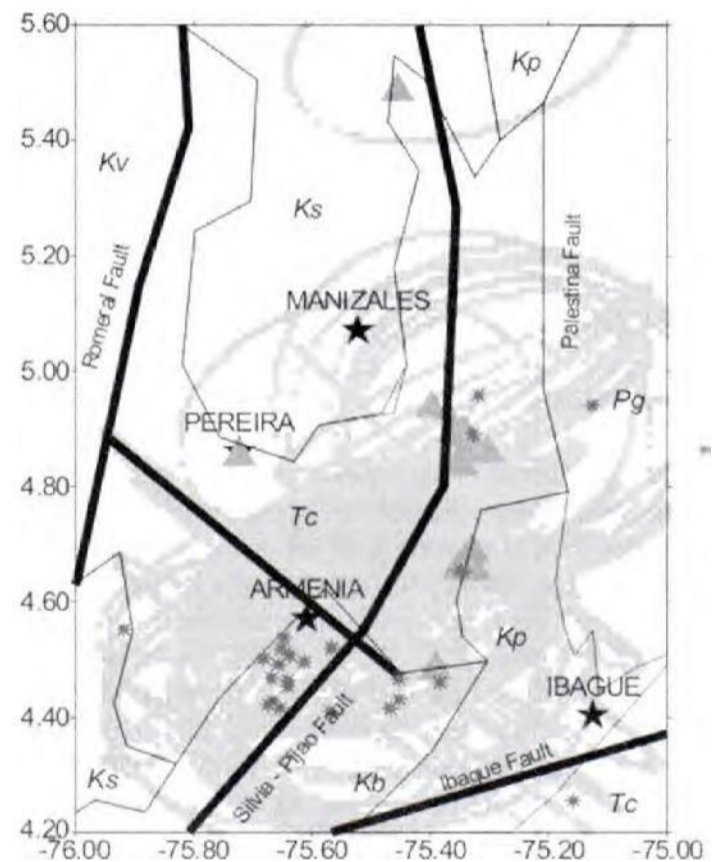 5.60
Kp
5.40
Kv
Ks
Palestina Fault
5.20
Romeral Fault
MANIZALES
5.00
Pg
PEREIRA
4.80
Tc
4.60
ARMENIA
Kp
IBAGUE
4.40
Silvia - Pijao Fault
Ibague Fault
Ks
Kb
Tc
4.20
-76.00 -75.80 -75.60 -75.40 -75.20 -75.00